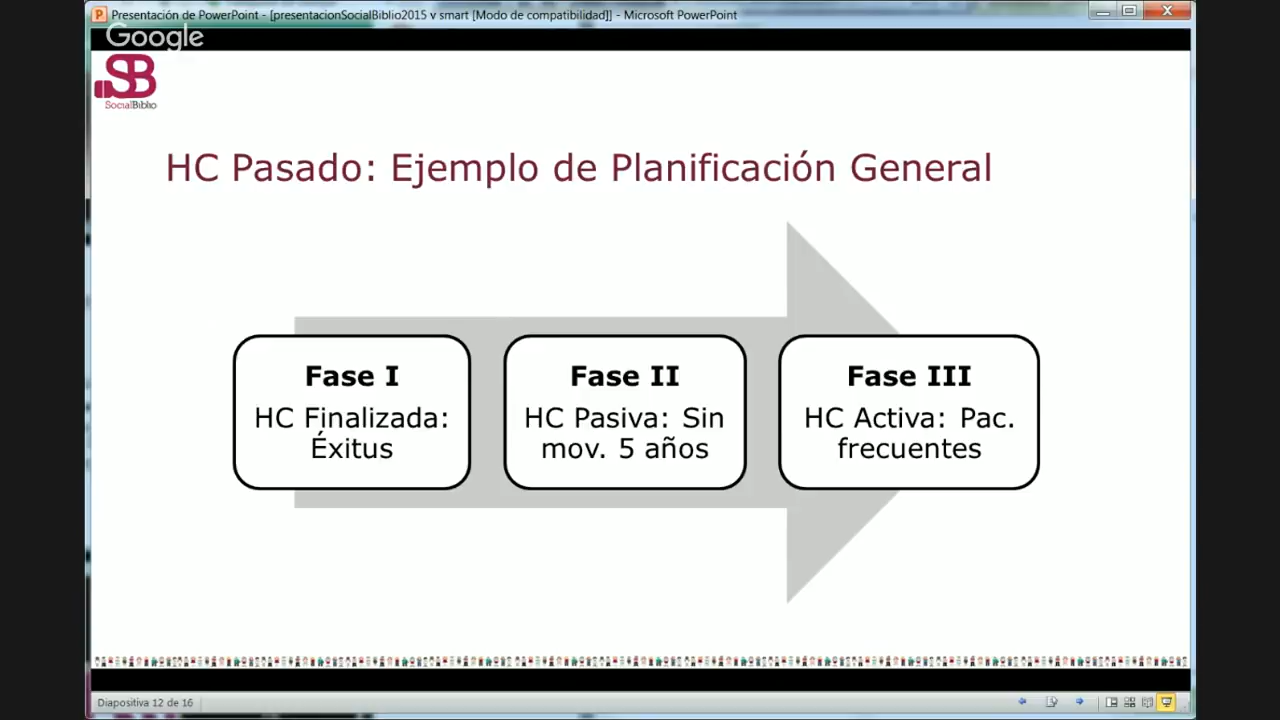 Presentación de PowerPoint - [presentacionSocialBiblio2015 v smart [Modo de compatibilidad]] - Microsoft PowerPoint
Google
SB
SocialBiblio
HC Pasado: Ejemplo de Planificación General
Fase I
HC Finalizada:
Éxitus
Fase II
HC Pasiva: Sin
mov. 5 años
Fase III
HC Activa: Pac.
frecuentes
Diapositiva 12 de 16